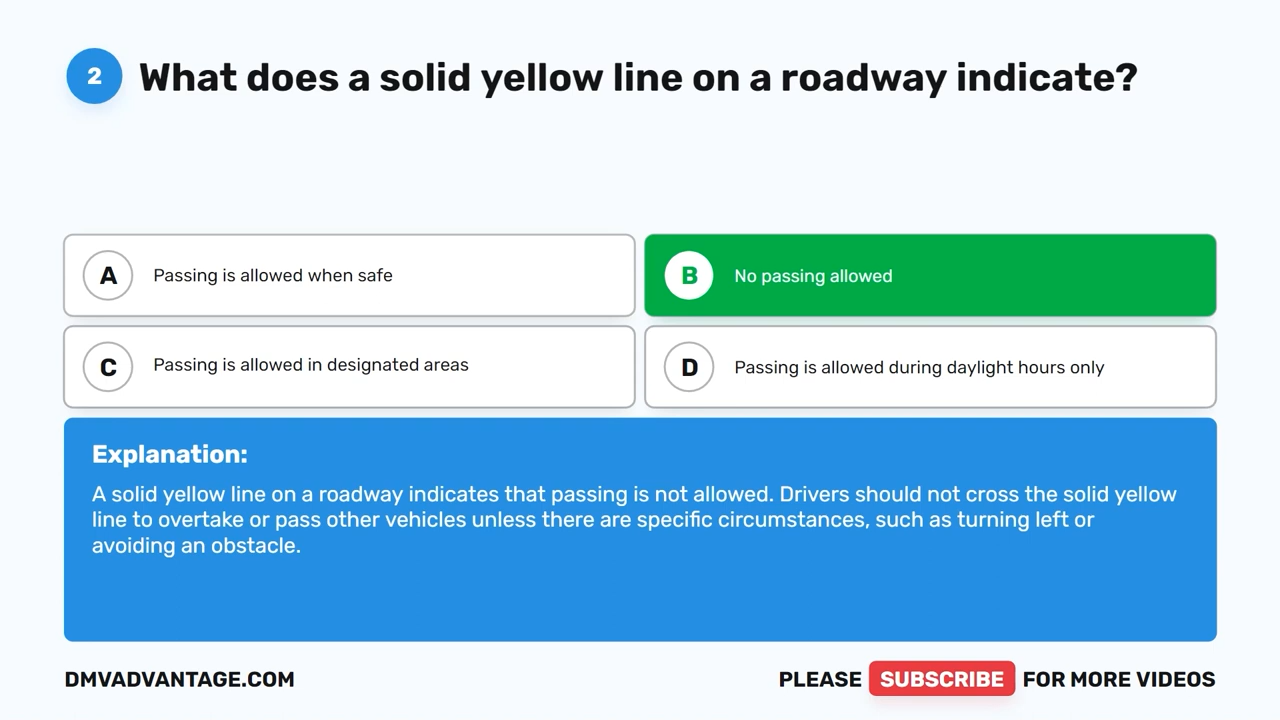 2
What does a solid yellow line on a roadway indicate?
A Passing is allowed when safe
B No passing allowed
C Passing is allowed in designated areas
D Passing is allowed during daylight hours only
Explanation:
A solid yellow line on a roadway indicates that passing is not allowed. Drivers should not cross the solid yellow
line to overtake or pass other vehicles unless there are specific circumstances, such as turning left or
avoiding an obstacle.
DMVADVANTAGE.COM
PLEASE SUBSCRIBE FOR MORE VIDEOS